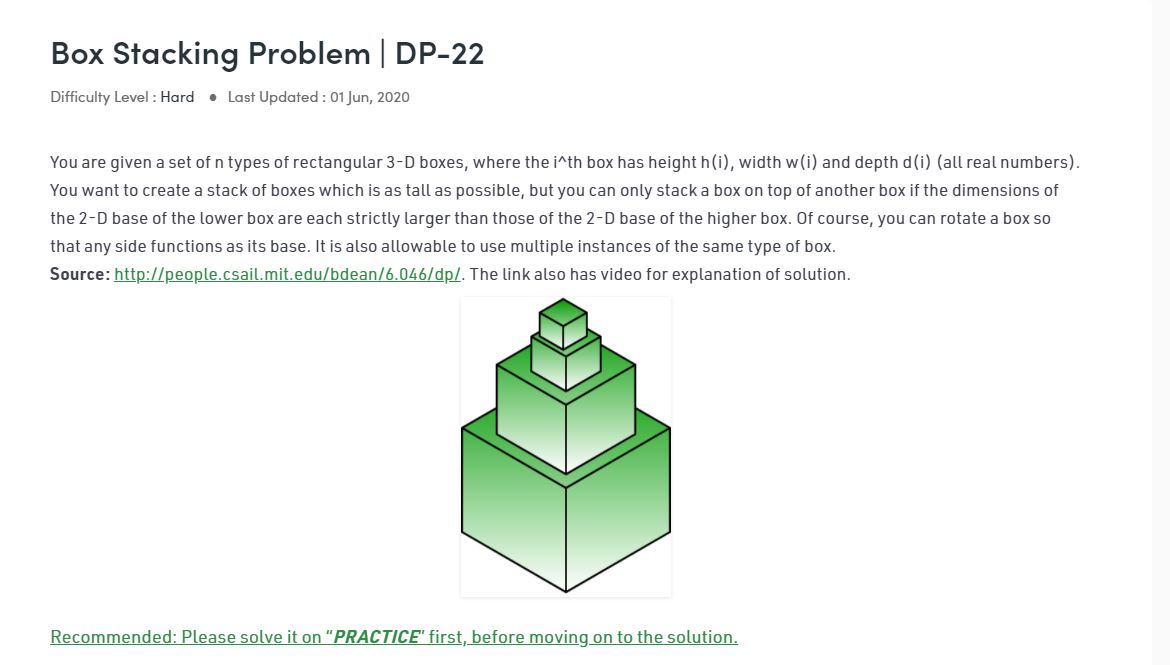 Box Stacking Problem | DP-22
Difficulty Level : Hard ● Last Updated : 01 Jun, 2020
You are given a set of n types of rectangular 3-D boxes, where the i^th box has height h(i), width w(i) and depth d(i) (all real numbers).
You want to create a stack of boxes which is as tall as possible, but you can only stack a box on top of another box if the dimensions of
the 2-D base of the lower box are each strictly larger than those of the 2-D base of the higher box. Of course, you can rotate a box so
that any side functions as its base. It is also allowable to use multiple instances of the same type of box.
Source: http://people.csail.mit.edu/bdean/6.046/dp/. The link also has video for explanation of solution.
Recommended: Please solve it on “PRACTICE” first, before moving on to the solution.